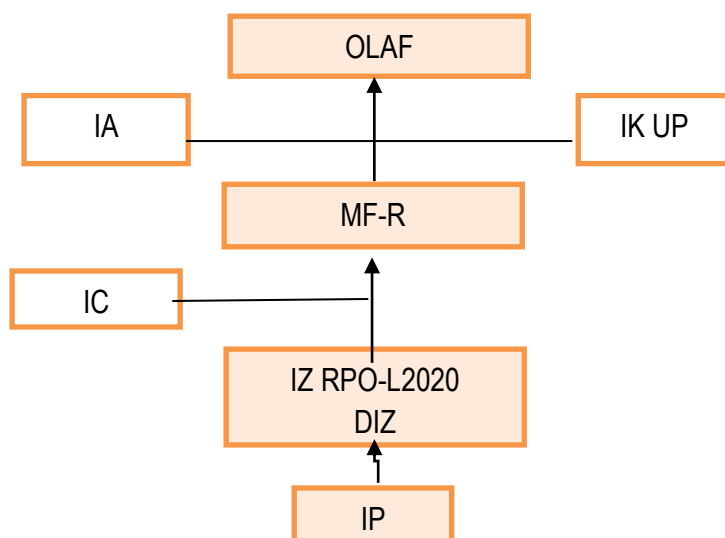 OLAF
IA
IK UP
MF-R
IC
IZ RPO-L2020
DIZ
IP